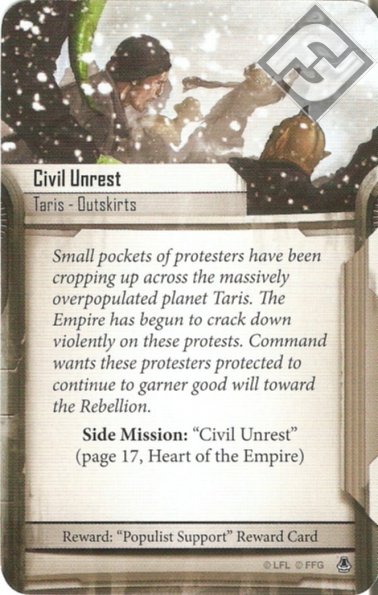 Civil Unrest
Taris - Outskirts
Small pockets of protesters have been
cropping up across the massively
overpopulated planet Taris. The
Empire has begun to crack down
violently on these protests. Command
wants these protesters protected to
continue to garner good will toward
the Rebellion.
Side Mission: “Civil Unrest”
(page 17, Heart of the Empire)
Reward: “Populist Support” Reward Card
© LFL © FFG